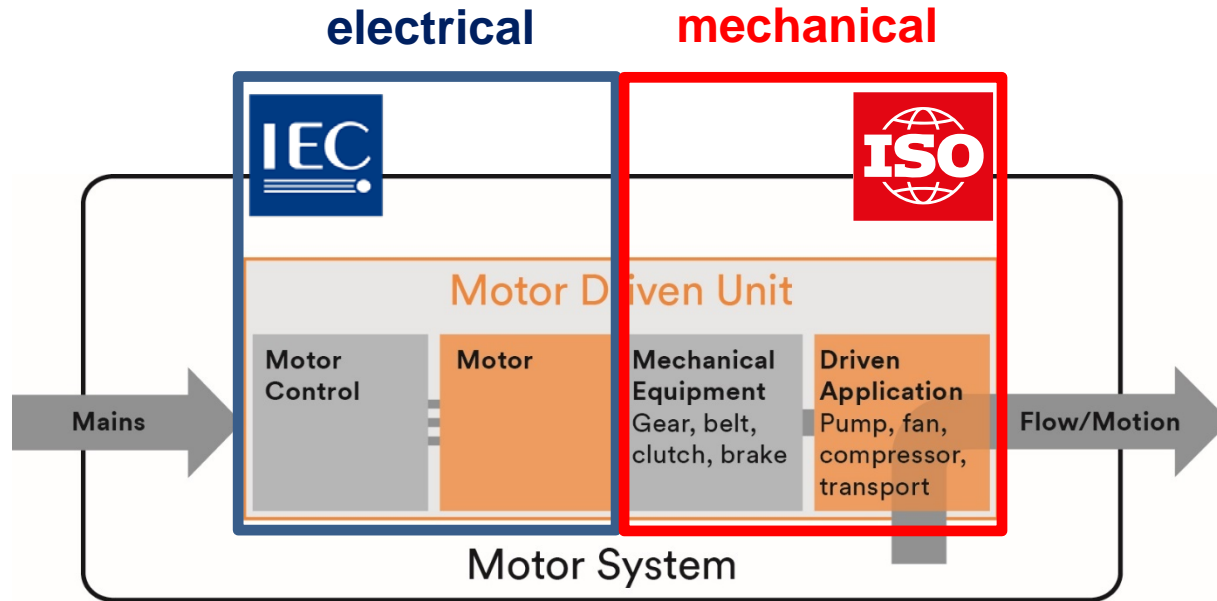 electrical mechanical
IEC
ISO
Motor Driven Unit
Motor
Control
Motor
Mechanical
Equipment
Gear, belt,
clutch, brake
Driven
Application
Pump, fan,
compressor,
transport
Mains
Flow/Motion
Motor System